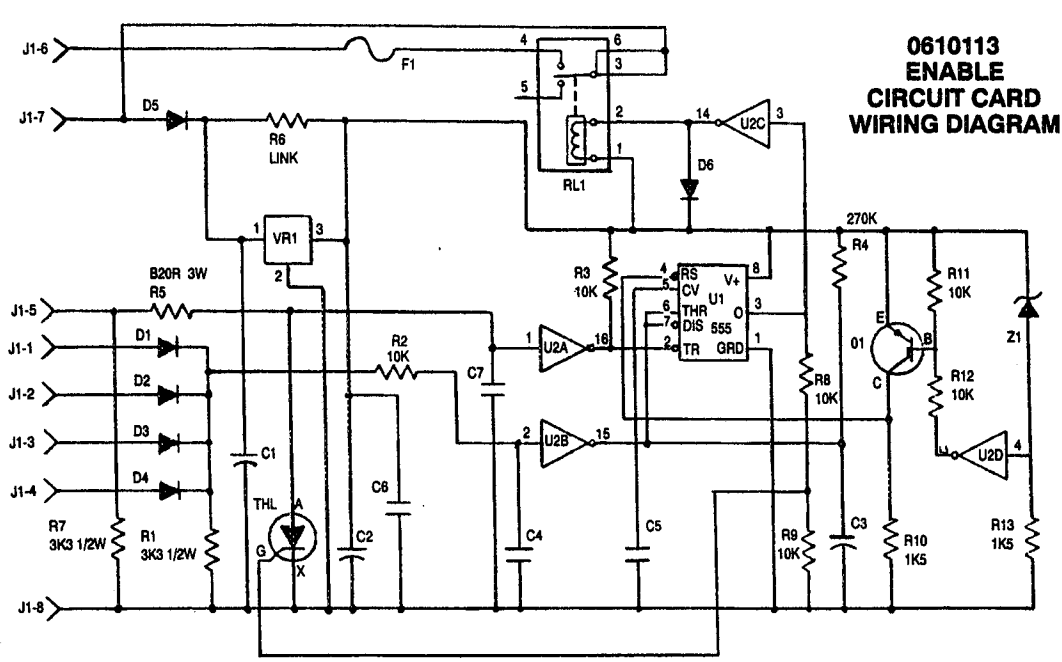 0610113
ENABLE
CIRCUIT CARD
WIRING DIAGRAM
J1-6
F1
4
6
3
5
2
1
RL1
14
U2C
3
D6
J1-7
D5
R6
LINK
1
VR1
3
2
270K
R4
R3
10K
4
RS
V+
8
5
CV
U1
6
THR
O
3
7
DIS
555
2
TR
GRD
1
R11
10K
Z1
E
01
B
C
R12
10K
B20R 3W
R5
J1-5
J1-1
D1
J1-2
D2
J1-3
D3
J1-4
D4
R2
10K
C7
1
U2A
16
2
U2B
15
R8
10K
U2D
4
C1
THL
A
G
X
C6
C2
C4
C5
R7
3K3 1/2W
R1
3K3 1/2W
R9
10K
C3
R10
1K5
R13
1K5
J1-8